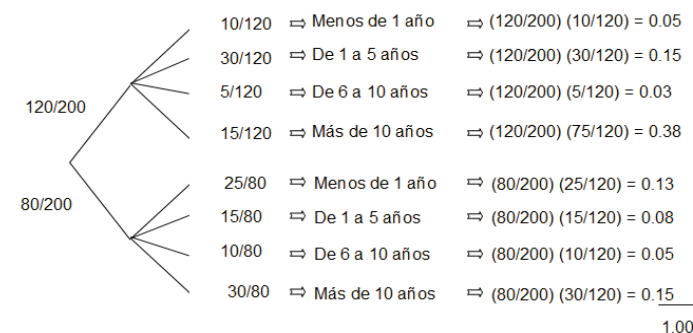 10/120 ⇨ Menos de 1 año ⇨ (120/200) (10/120) = 0.05
30/120 ⇨ De 1 a 5 años ⇨ (120/200) (30/120) = 0.15
5/120 ⇨ De 6 a 10 años ⇨ (120/200) (5/120) = 0.03
120/200
15/120 ⇨ Más de 10 años ⇨ (120/200) (75/120) = 0.38
25/80 ⇨ Menos de 1 año ⇨ (80/200) (25/120) = 0.13
80/200
15/80 ⇨ De 1 a 5 años ⇨ (80/200) (15/120) = 0.08
10/80 ⇨ De 6 a 10 años ⇨ (80/200) (10/120) = 0.05
30/80 ⇨ Más de 10 años ⇨ (80/200) (30/120) = 0.15
1.00